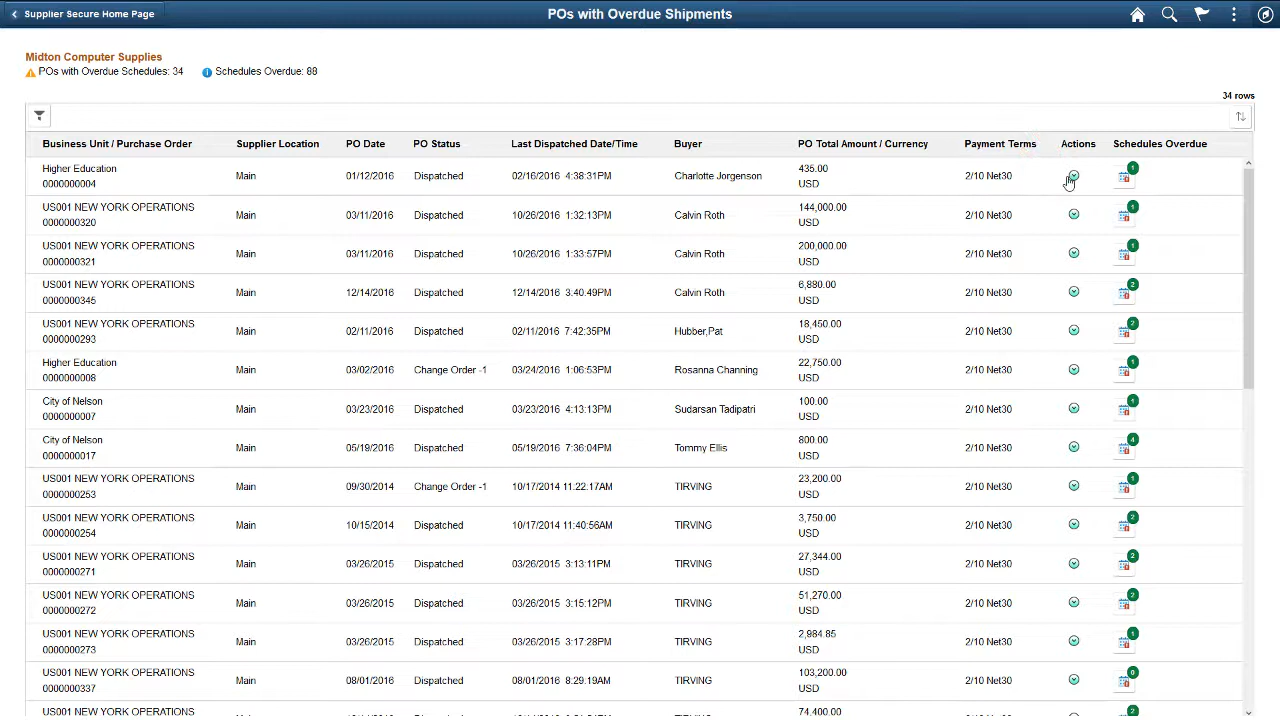 Supplier Secure Home Page
POs with Overdue Shipments
Midton Computer Supplies
POs with Overdue Schedules: 34 Schedules Overdue: 88
34 rows
Business Unit / Purchase Order Supplier Location PO Date PO Status Last Dispatched Date/Time Buyer PO Total Amount / Currency Payment Terms Actions Schedules Overdue
Higher Education 435.00 1
0000000004 Main 01/12/2016 Dispatched 02/16/2016 4:38:31PM Charlotte Jorgenson USD 2/10 Net30
US001 NEW YORK OPERATIONS 144,000.00 1
0000000320 Main 03/11/2016 Dispatched 10/26/2016 1:32:13PM Calvin Roth USD 2/10 Net30
US001 NEW YORK OPERATIONS 200,000.00 1
0000000321 Main 03/11/2016 Dispatched 10/26/2016 1:33:57PM Calvin Roth USD 2/10 Net30
US001 NEW YORK OPERATIONS 6,880.00 2
0000000345 Main 12/14/2016 Dispatched 12/14/2016 3:40:49PM Calvin Roth USD 2/10 Net30
US001 NEW YORK OPERATIONS 18,450.00 2
0000000293 Main 02/11/2016 Dispatched 02/11/2016 7:42:35PM Hubber,Pat USD 2/10 Net30
Higher Education 22,750.00 1
0000000008 Main 03/02/2016 Change Order -1 03/24/2016 1:06:53PM Rosanna Channing USD 2/10 Net30
City of Nelson 100.00 1
0000000007 Main 03/23/2016 Dispatched 03/23/2016 4:13:13PM Sudarsan Tadipatri USD 2/10 Net30
City of Nelson 800.00 4
0000000017 Main 05/19/2016 Dispatched 05/19/2016 7:36:04PM Tommy Ellis USD 2/10 Net30
US001 NEW YORK OPERATIONS 23,200.00 1
0000000253 Main 09/30/2014 Change Order -1 10/17/2014 11:22:17AM TIRVING USD 2/10 Net30
US001 NEW YORK OPERATIONS 3,750.00 2
0000000254 Main 10/15/2014 Dispatched 10/17/2014 11:40:56AM TIRVING USD 2/10 Net30
US001 NEW YORK OPERATIONS 27,344.00 2
0000000271 Main 03/26/2015 Dispatched 03/26/2015 3:13:11PM TIRVING USD 2/10 Net30
US001 NEW YORK OPERATIONS 51,270.00 2
0000000272 Main 03/26/2015 Dispatched 03/26/2015 3:15:12PM TIRVING USD 2/10 Net30
US001 NEW YORK OPERATIONS 2,984.85 1
0000000273 Main 03/26/2015 Dispatched 03/26/2015 3:17:28PM TIRVING USD 2/10 Net30
US001 NEW YORK OPERATIONS 103,200.00 0
0000000337 Main 08/01/2016 Dispatched 08/01/2016 8:29:19AM TIRVING USD 2/10 Net30
US001 NEW YORK OPERATIONS 74,400.00 2